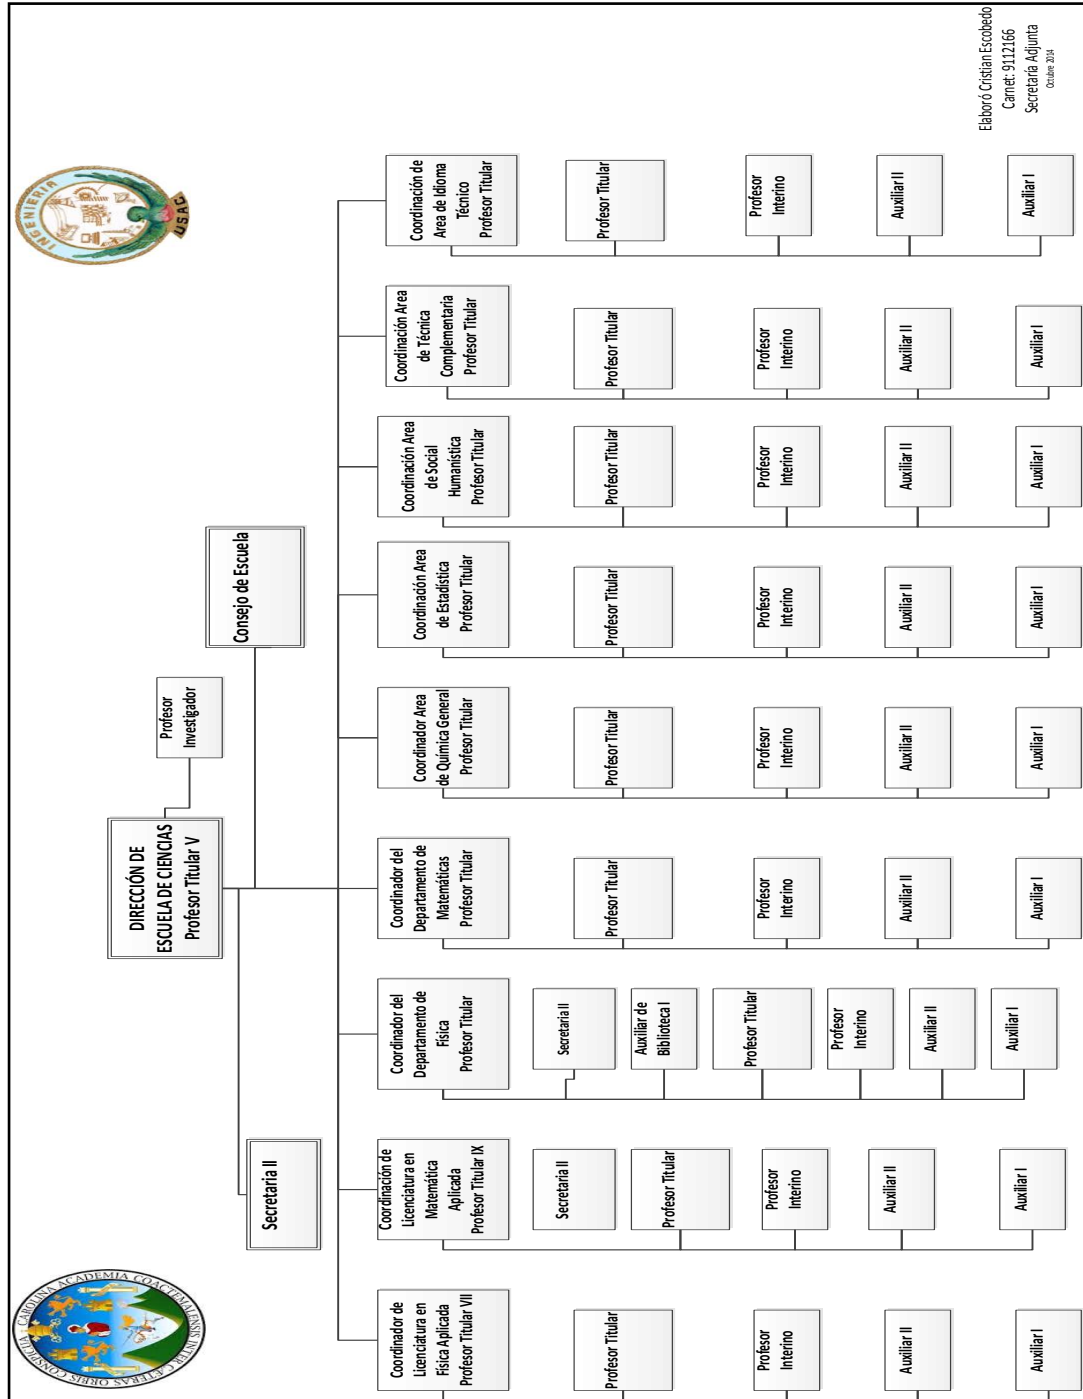 CAROLINA ACADEMIA COACTEMALENSIS INTER CÆTERAS ORBIS CONSPICUA
INGENIERIA
USAC
DIRECCIÓN DE
ESCUELA DE CIENCIAS
Profesor Titular V
Profesor
Investigador
Consejo de Escuela
Secretaria II
Coordinador de
Licenciatura en
Física Aplicada
Profesor Titular VII
Profesor Titular
Profesor
Interino
Auxiliar II
Auxiliar I
Coordinación de
Licenciatura en
Matemática
Aplicada
Profesor Titular IX
Secretaria II
Profesor Titular
Profesor
Interino
Auxiliar II
Auxiliar I
Coordinador del
Departamento de
Física
Profesor Titular
Secretaria II
Auxiliar de
Biblioteca I
Profesor Titular
Profesor
Interino
Auxiliar II
Auxiliar I
Coordinador del
Departamento de
Matemáticas
Profesor Titular
Profesor Titular
Profesor
Interino
Auxiliar II
Auxiliar I
Coordinador Area
de Química General
Profesor Titular
Profesor Titular
Profesor
Interino
Auxiliar II
Auxiliar I
Coordinación Area
de Estadística
Profesor Titular
Profesor Titular
Profesor
Interino
Auxiliar II
Auxiliar I
Coordinación Area
de Social
Humanística
Profesor Titular
Profesor Titular
Profesor
Interino
Auxiliar II
Auxiliar I
Coordinación Area
de Técnica
Complementaria
Profesor Titular
Profesor Titular
Profesor
Interino
Auxiliar II
Auxiliar I
Coordinación de
Area de Idioma
Técnico
Profesor Titular
Profesor Titular
Profesor
Interino
Auxiliar II
Auxiliar I
Elaboró Cristian Escobedo
Carnet: 9112166
Secretaría Adjunta
Octubre 2014